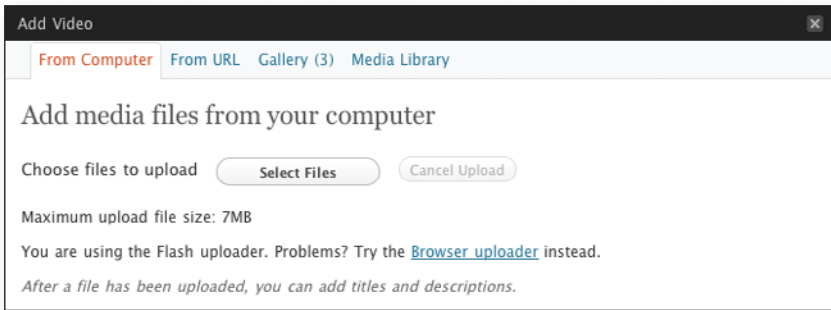 Add Video
From Computer From URL Gallery (3) Media Library
Add media files from your computer
Choose files to upload Select Files Cancel Upload
Maximum upload file size: 7MB
You are using the Flash uploader. Problems? Try the Browser uploader instead.
After a file has been uploaded, you can add titles and descriptions.